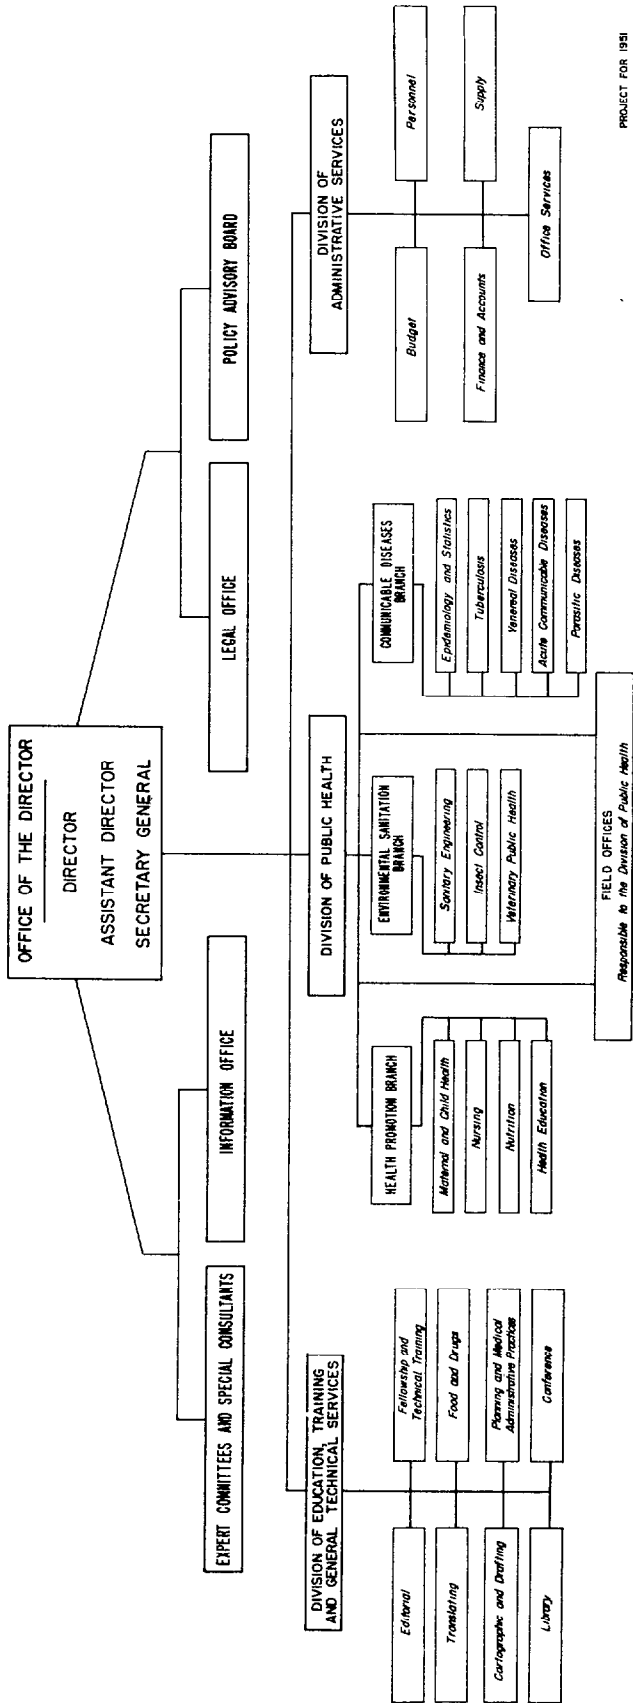 OFFICE OF THE DIRECTOR
DIRECTOR
ASSISTANT DIRECTOR
SECRETARY GENERAL
EXPERT COMMITTEES AND SPECIAL CONSULTANTS
INFORMATION OFFICE
LEGAL OFFICE
POLICY ADVISORY BOARD
DIVISION OF EDUCATION, TRAINING
AND GENERAL TECHNICAL SERVICES
Editorial
Fellowship and
Technical Training
Translating
Food and Drugs
Cartographic and Drafting
Planning and Medical
Administrative Practices
Library
Conference
DIVISION OF PUBLIC HEALTH
HEALTH PROMOTION BRANCH
Maternal and Child Health
Nursing
Nutrition
Health Education
ENVIRONMENTAL SANITATION
BRANCH
Sanitary Engineering
Insect Control
Veterinary Public Health
COMMUNICABLE DISEASES
BRANCH
Epidemiology and Statistics
Tuberculosis
Venereal Diseases
Acute Communicable Diseases
Parasitic Diseases
FIELD OFFICES
Responsible to the Division of Public Health
DIVISION OF
ADMINISTRATIVE SERVICES
Budget
Personnel
Finance and Accounts
Supply
Office Services
PROJECT FOR 1951